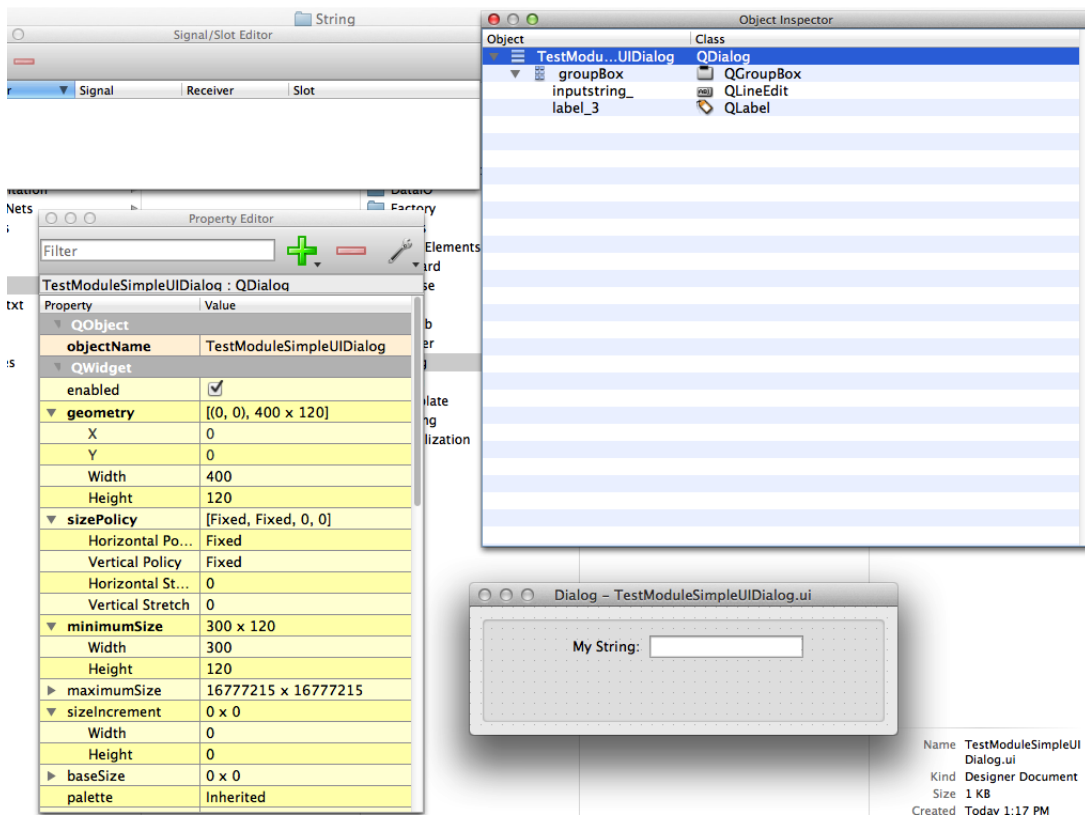 String
Signal/Slot Editor
Signal Receiver Slot
Object Inspector
Object Class
TestModu...UIDialog QDialog
groupBox QGroupBox
inputstring_ QLineEdit
label_3 QLabel
Nets
Factory
Elements
txt
Property Editor
Filter
TestModuleSimpleUIDialog : QDialog
Property Value
QObject
objectName TestModuleSimpleUIDialog
QWidget
enabled
geometry [(0, 0), 400 x 120]
X 0
Y 0
Width 400
Height 120
sizePolicy [Fixed, Fixed, 0, 0]
Horizontal Po... Fixed
Vertical Policy Fixed
Horizontal St... 0
Vertical Stretch 0
minimumSize 300 x 120
Width 300
Height 120
maximumSize 16777215 x 16777215
sizeIncrement 0 x 0
Width 0
Height 0
baseSize 0 x 0
palette Inherited
lization
Dialog – TestModuleSimpleUIDialog.ui
My String:
Name TestModuleSimpleUI
Dialog.ui
Kind Designer Document
Size 1 KB
Created Today 1:17 PM